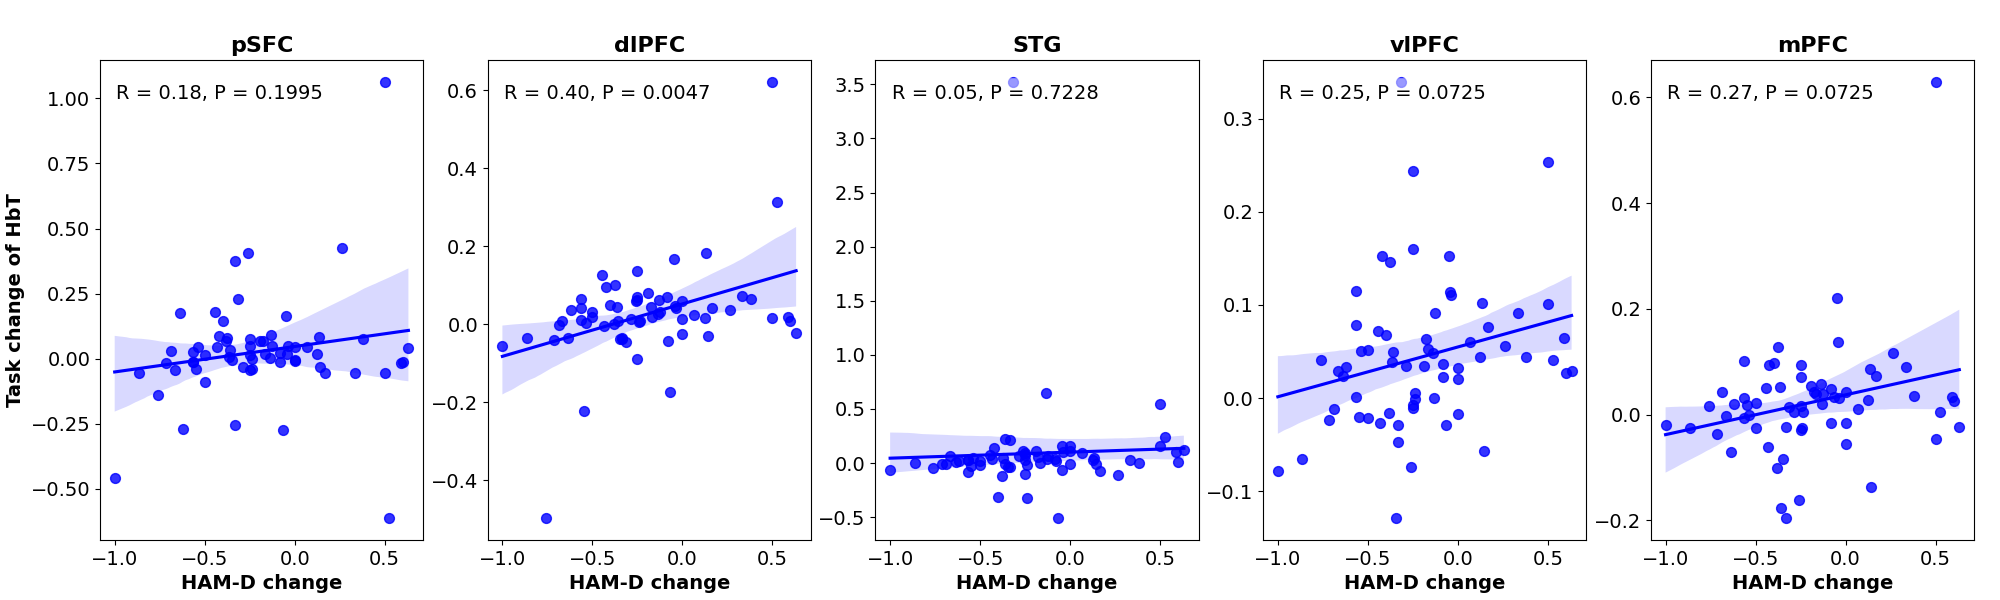 pSFC
dlPFC
STG
vlPFC
mPFC
R = 0.18, P = 0.1995
R = 0.40, P = 0.0047
R = 0.05, P = 0.7228
R = 0.25, P = 0.0725
R = 0.27, P = 0.0725
Task change of HbT
1.00
0.75
0.50
0.25
0.00
−0.25
−0.50
0.6
0.4
0.2
0.0
−0.2
−0.4
3.5
3.0
2.5
2.0
1.5
1.0
0.5
0.0
−0.5
0.3
0.2
0.1
0.0
−0.1
0.6
0.4
0.2
0.0
−0.2
−1.0 −0.5 0.0 0.5
−1.0 −0.5 0.0 0.5
−1.0 −0.5 0.0 0.5
−1.0 −0.5 0.0 0.5
−1.0 −0.5 0.0 0.5
HAM-D change
HAM-D change
HAM-D change
HAM-D change
HAM-D change